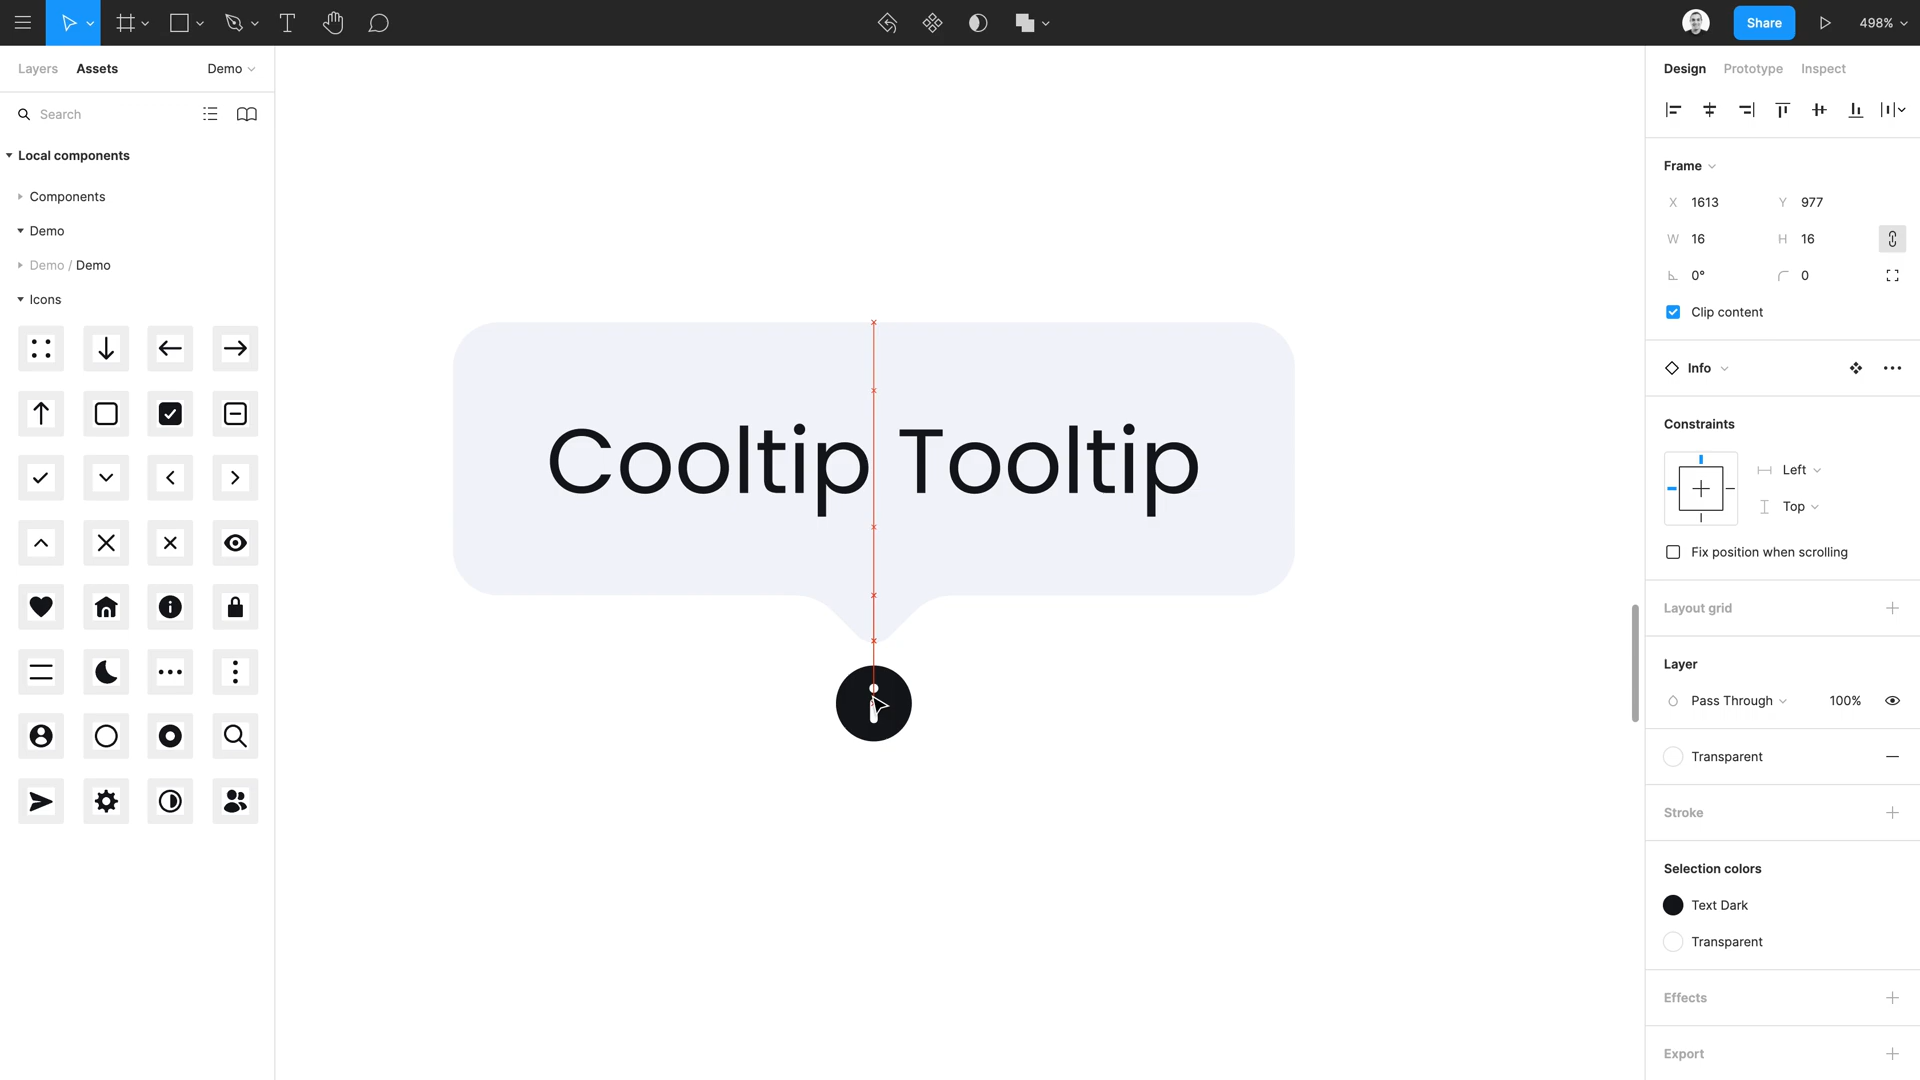 Share
498%
Layers
Assets
Demo
Search
Local components
Components
Demo
Demo / Demo
Icons
Cooltip Tooltip
Design
Prototype
Inspect
Frame
X 1613
Y 977
W 16
H 16
0°
0
Clip content
Info
Constraints
Left
Top
Fix position when scrolling
Layout grid
Layer
Pass Through
100%
Transparent
Stroke
Selection colors
Text Dark
Transparent
Effects
Export